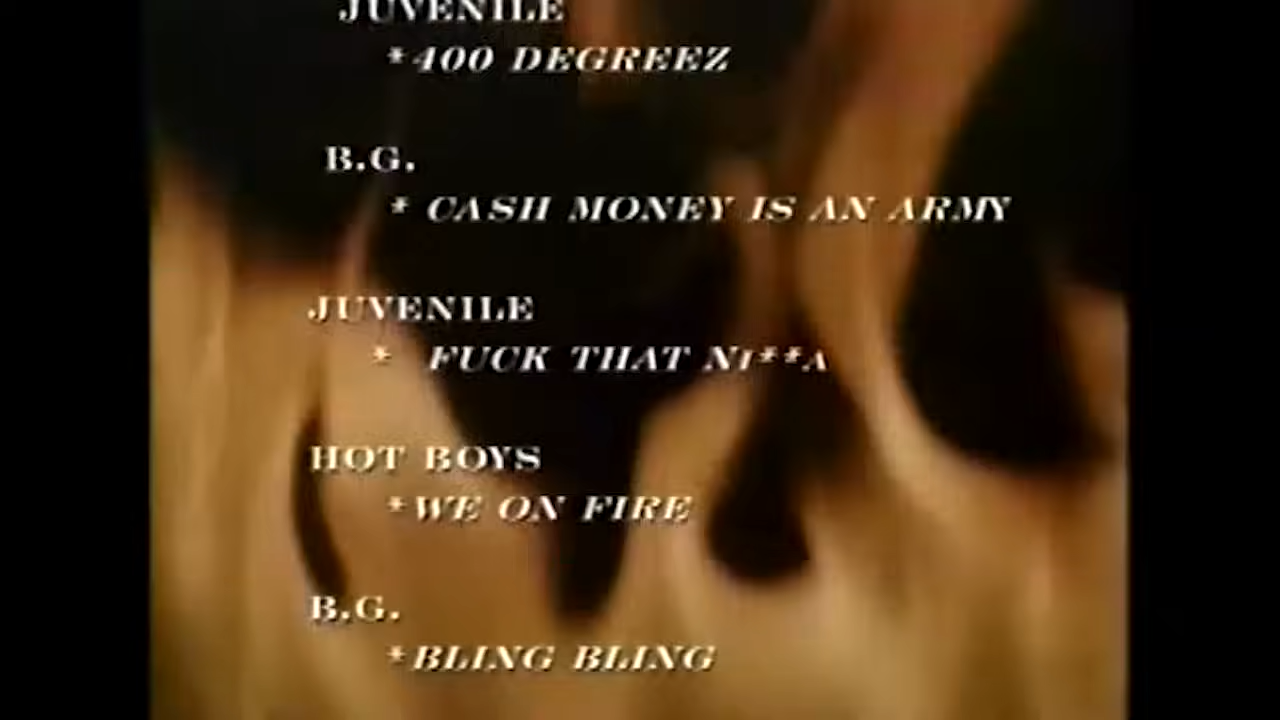 JUVENILE
*400 DEGREEZ
B.G.
* CASH MONEY IS AN ARMY
JUVENILE
* FUCK THAT NI**A
HOT BOYS
*WE ON FIRE
B.G.
*BLING BLING